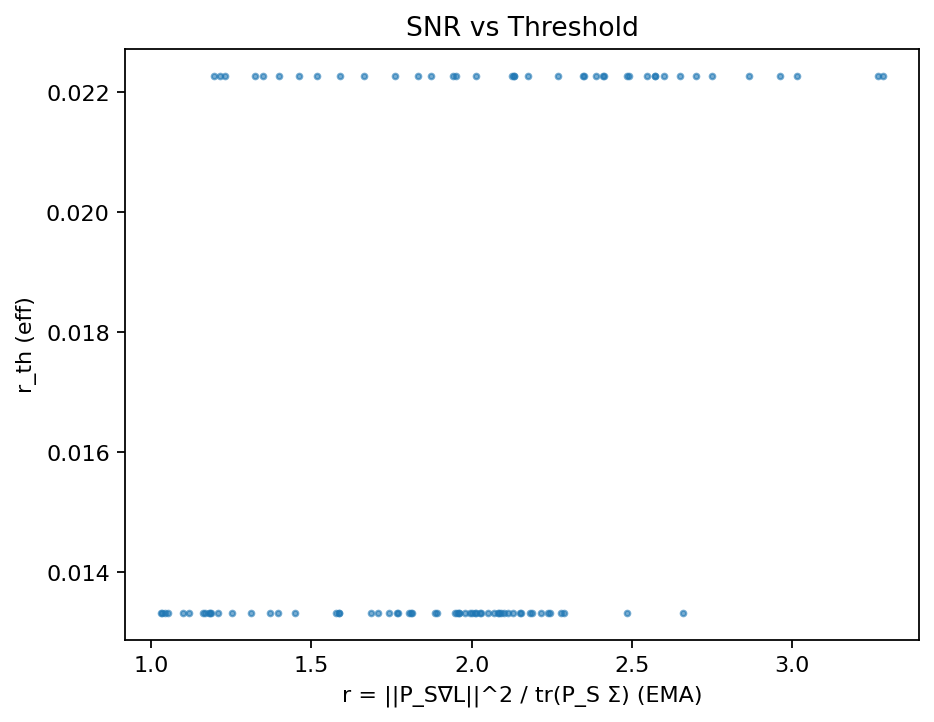 SNR vs Threshold
0.022
0.020
0.018
0.016
0.014
r_th (eff)
1.0 1.5 2.0 2.5 3.0
r = ||P_S∇L||^2 / tr(P_S Σ) (EMA)